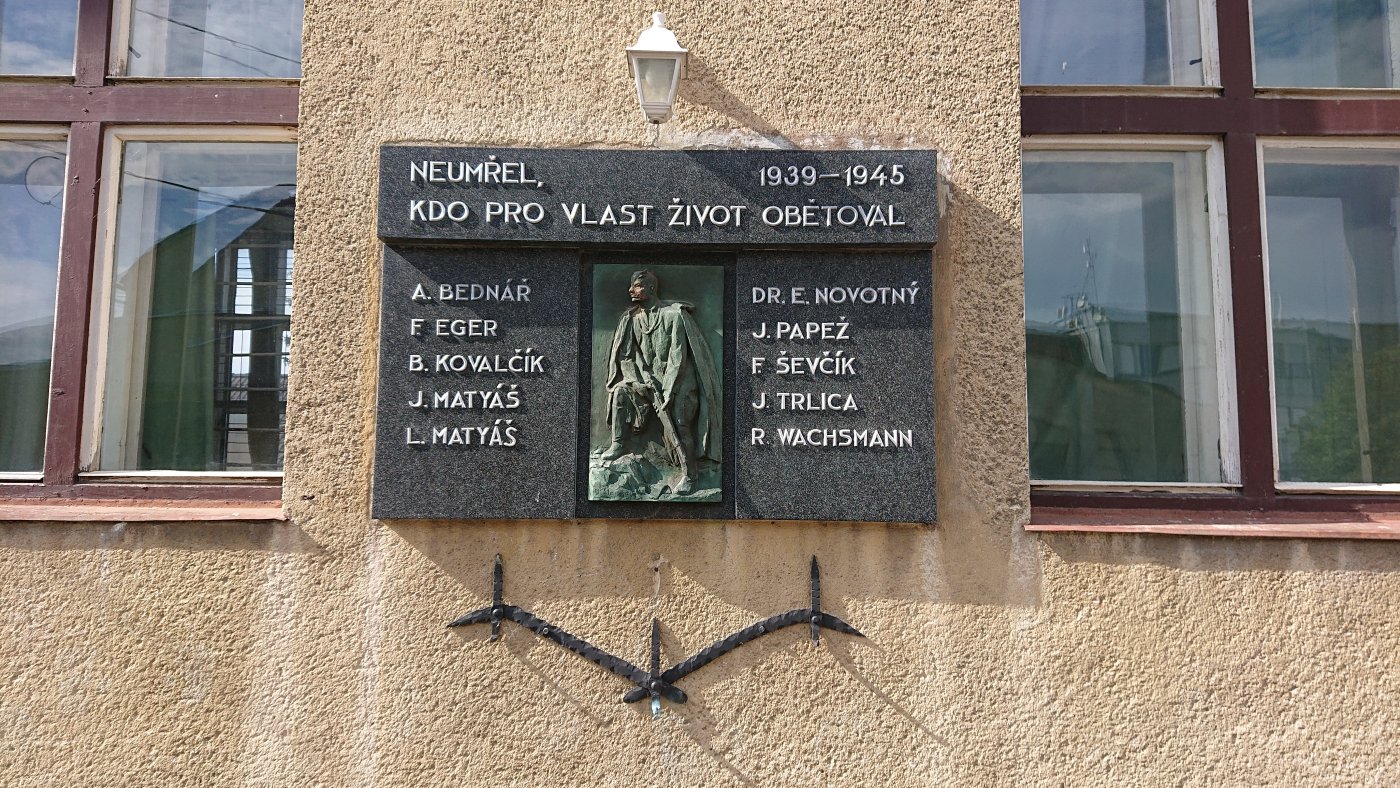 NEUMŘEL, 1939–1945
KDO PRO VLAST ŽIVOT OBĚTOVAL
A. BEDNÁŘ
F. EGER
B. KOVALČÍK
J. MATYÁŠ
L. MATYÁŠ
DR. E. NOVOTNÝ
J. PAPEŽ
F. ŠEVČÍK
J. TRLICA
R. WACHSMANN